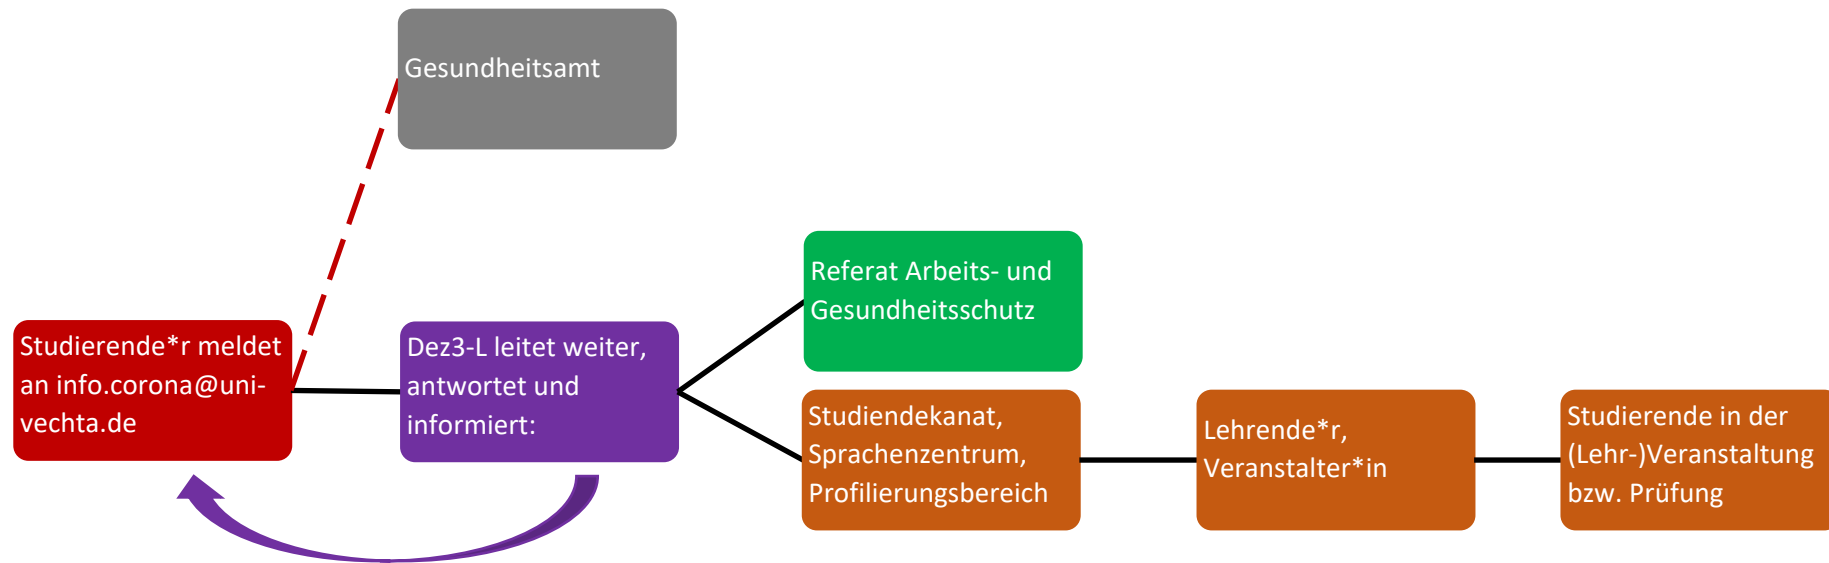 Gesundheitsamt
Studierende*r meldet
an info.corona@uni-
vechta.de
Dez3-L leitet weiter,
antwortet und
informiert:
Referat Arbeits- und
Gesundheitsschutz
Studiendekanat,
Sprachenzentrum,
Profilierungsbereich
Lehrende*r,
Veranstalter*in
Studierende in der
(Lehr-)Veranstaltung
bzw. Prüfung